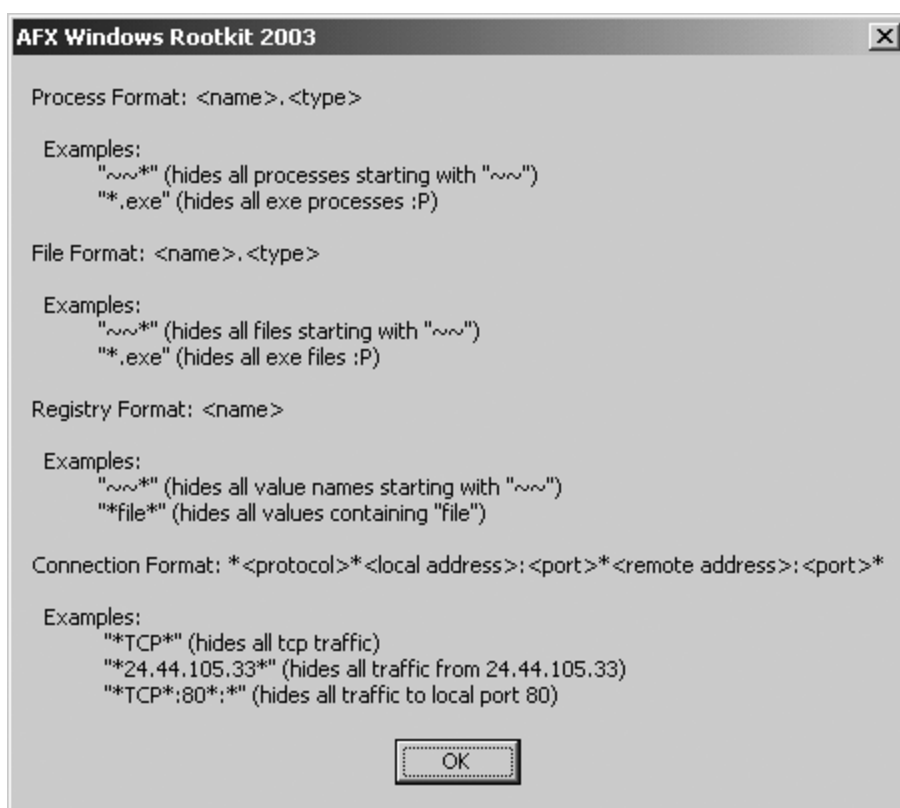 AFX Windows Rootkit 2003
Process Format: <name>.<type>
Examples:
"~~*" (hides all processes starting with "~~")
"*.exe" (hides all exe processes :P)
File Format: <name>.<type>
Examples:
"~~*" (hides all files starting with "~~")
"*.exe" (hides all exe files :P)
Registry Format: <name>
Examples:
"~~*" (hides all value names starting with "~~")
"*file*" (hides all values containing "file")
Connection Format: *<protocol>*<local address>:<port>*<remote address>:<port>*
Examples:
"*TCP*" (hides all tcp traffic)
"*24.44.105.33*" (hides all traffic from 24.44.105.33)
"*TCP*:80*:*" (hides all traffic to local port 80)
OK